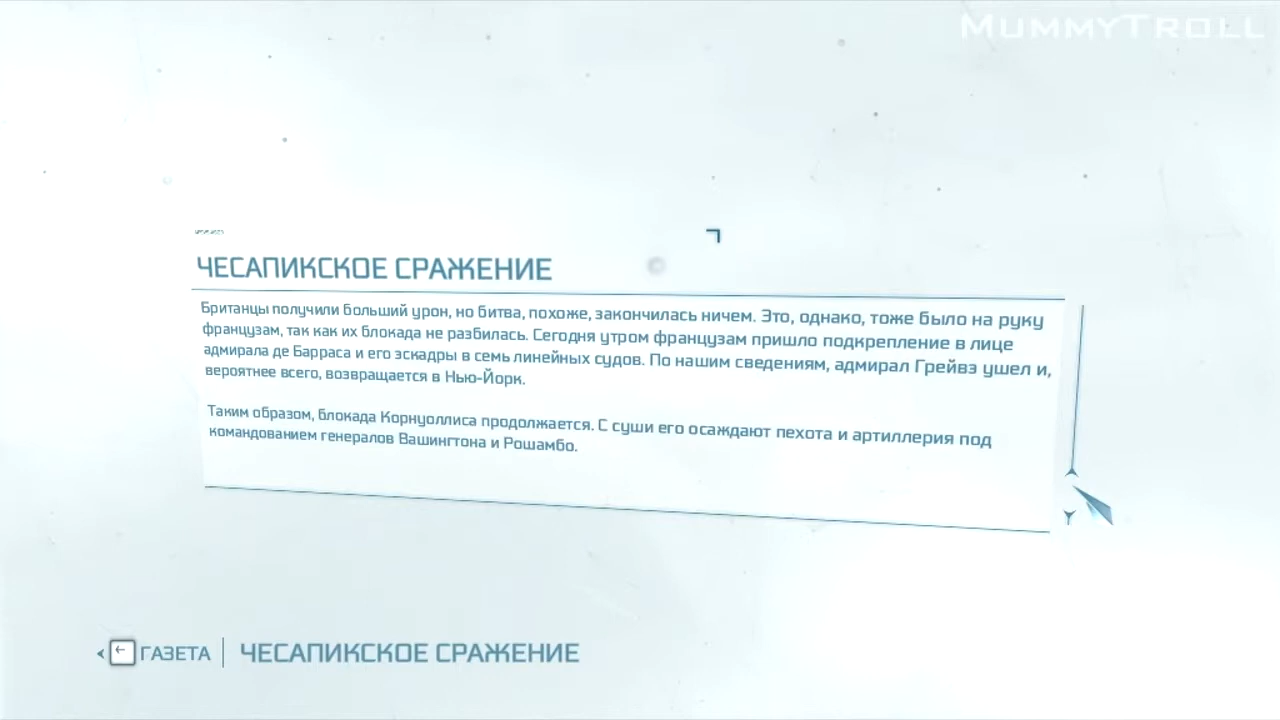 MUMMYTROLL
ЧЕСАПИКСКОЕ СРАЖЕНИЕ
Британцы получили больший урон, но битва, похоже, закончилась ничем. Это, однако, тоже было на руку
французам, так как их блокада не разбилась. Сегодня утром французам пришло подкрепление в лице
адмирала де Барраса и его эскадры в семь линейных судов. По нашим сведениям, адмирал Грейвз ушел и,
вероятнее всего, возвращается в Нью-Йорк.
Таким образом, блокада Корнуоллиса продолжается. С суши его осаждают пехота и артиллерия под
командованием генералов Вашингтона и Рошамбо.
ГАЗЕТА ЧЕСАПИКСКОЕ СРАЖЕНИЕ